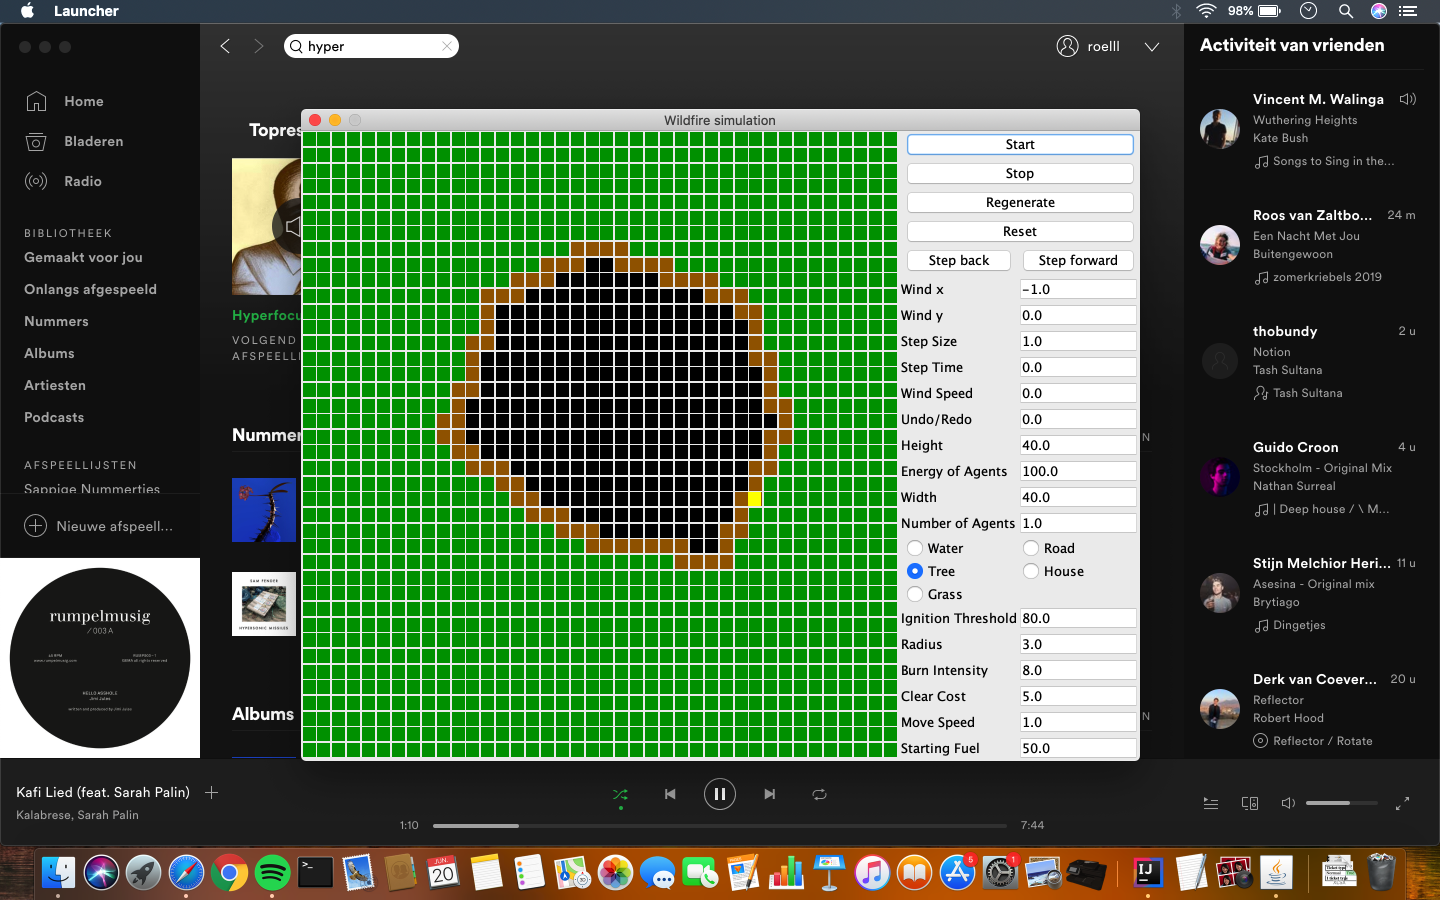 Launcher
98%
hyper
roelll
Activiteit van vrienden
Home
Bladeren
Radio
BIBLIOTHEEK
Gemaakt voor jou
Onlangs afgespeeld
Nummers
Albums
Artiesten
Podcasts
AFSPEELLIJSTEN
Sappige Nummertjes
Nieuwe afspeell...
rumpelmusig
/003A
Topres
Hyperfocu
VOLGEND
AFSPEELLI
Nummer
SAM FENDER
HYPERSONIC MISSILES
Albums
N
N
Wildfire simulation
Start
Stop
Regenerate
Reset
Step back
Step forward
Wind x
-1.0
Wind y
0.0
Step Size
1.0
Step Time
0.0
Wind Speed
0.0
Undo/Redo
0.0
Height
40.0
Energy of Agents
100.0
Width
40.0
Number of Agents
1.0
Water
Road
Tree
House
Grass
Ignition Threshold
80.0
Radius
3.0
Burn Intensity
8.0
Clear Cost
5.0
Move Speed
1.0
Starting Fuel
50.0
Vincent M. Walinga
Wuthering Heights
Kate Bush
Songs to Sing in the...
Roos van Zaltbo...
24 m
Een Nacht Met Jou
Buitengewoon
zomerkriebels 2019
thobundy
2 u
Notion
Tash Sultana
Tash Sultana
Guido Croon
4 u
Stockholm - Original Mix
Nathan Surreal
| Deep house / \ M...
Stijn Melchior Heri...
11 u
Asesina - Original mix
Brytiago
Dingetjes
Derk van Coever...
20 u
Reflector
Robert Hood
Reflector / Rotate
Kafi Lied (feat. Sarah Palin)
Kalabrese, Sarah Palin
1:10
7:44
JUN.
20
5
1
IJ